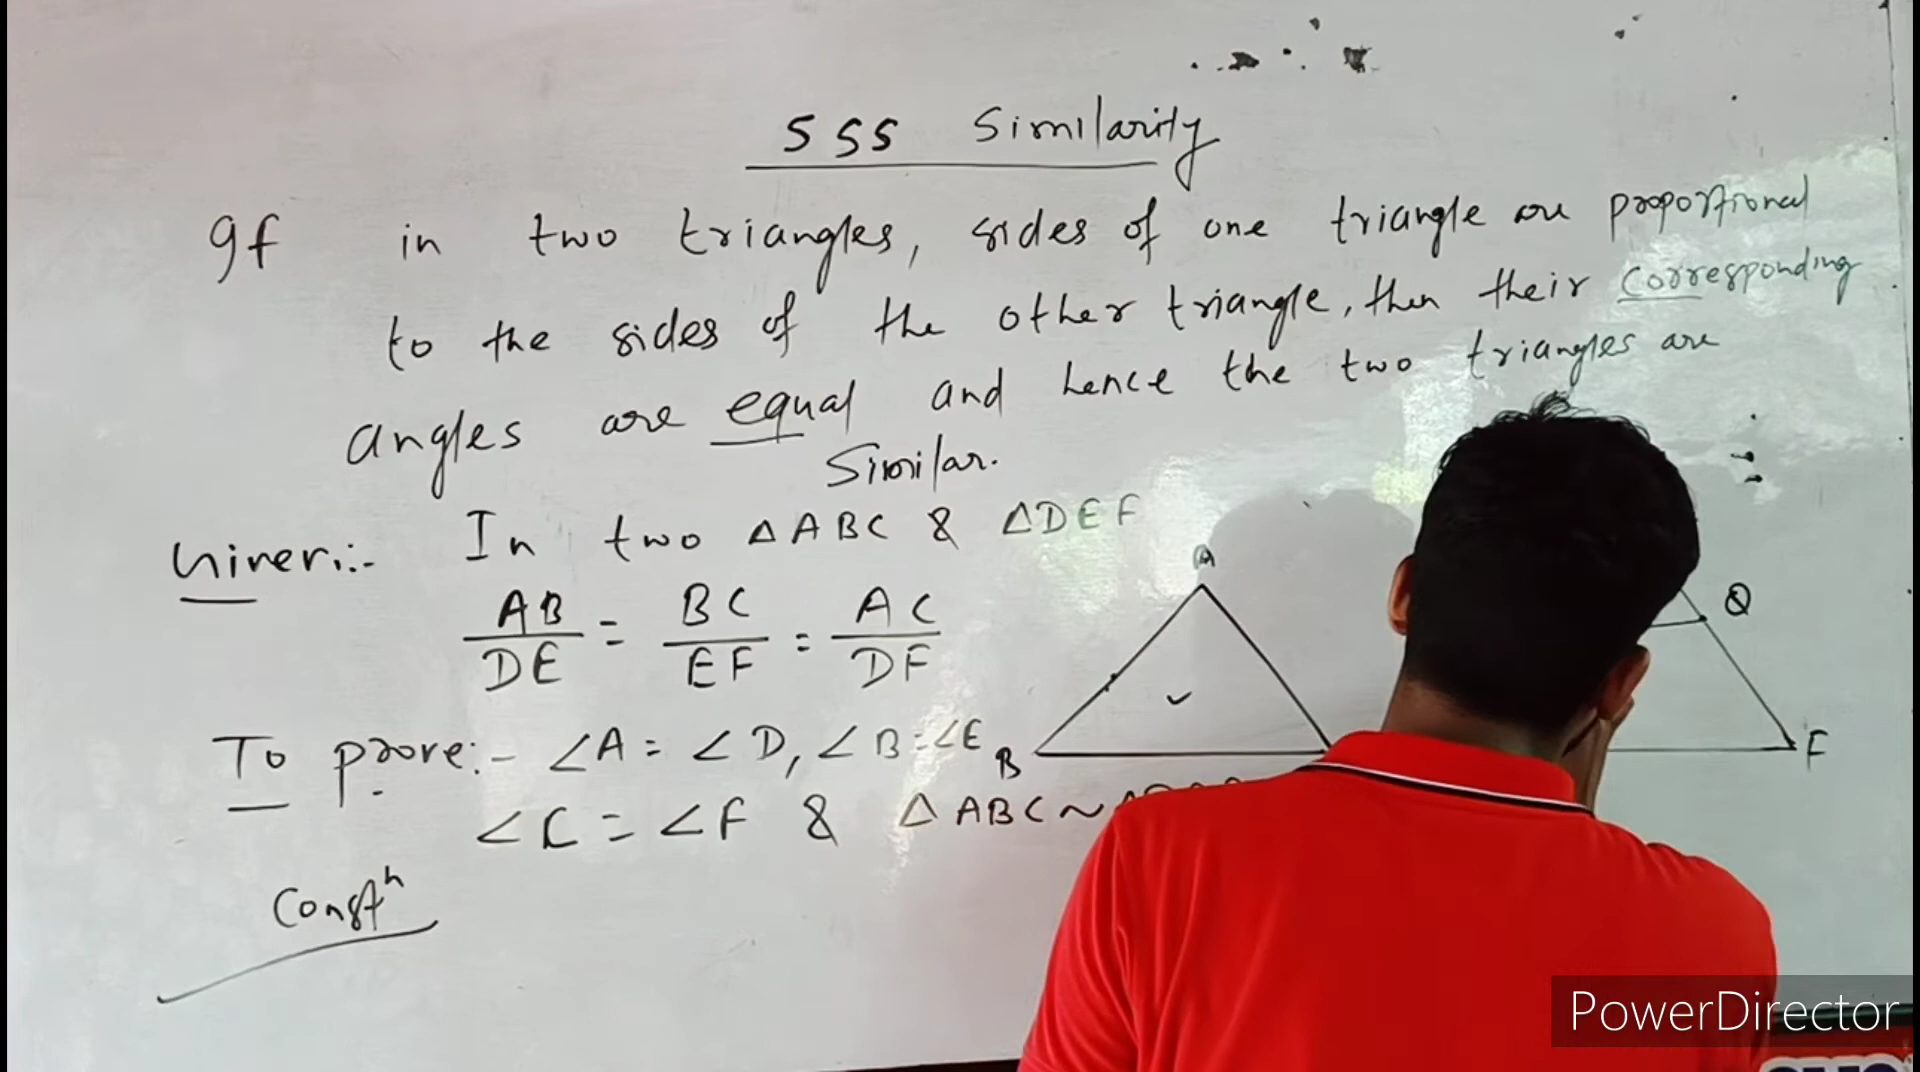 SSS Similarity
If in two triangles, sides of one triangle are proportional
to the sides of the other triangle, then their corresponding
angles are equal and hence the two triangles are
Similar.
Given:- In two △ABC & △DEF
AB/DE = BC/EF = AC/DF
To prove:- ∠A = ∠D, ∠B = ∠E
∠C = ∠F & △ABC ~
Constⁿ
A
B
Q
F
PowerDirector